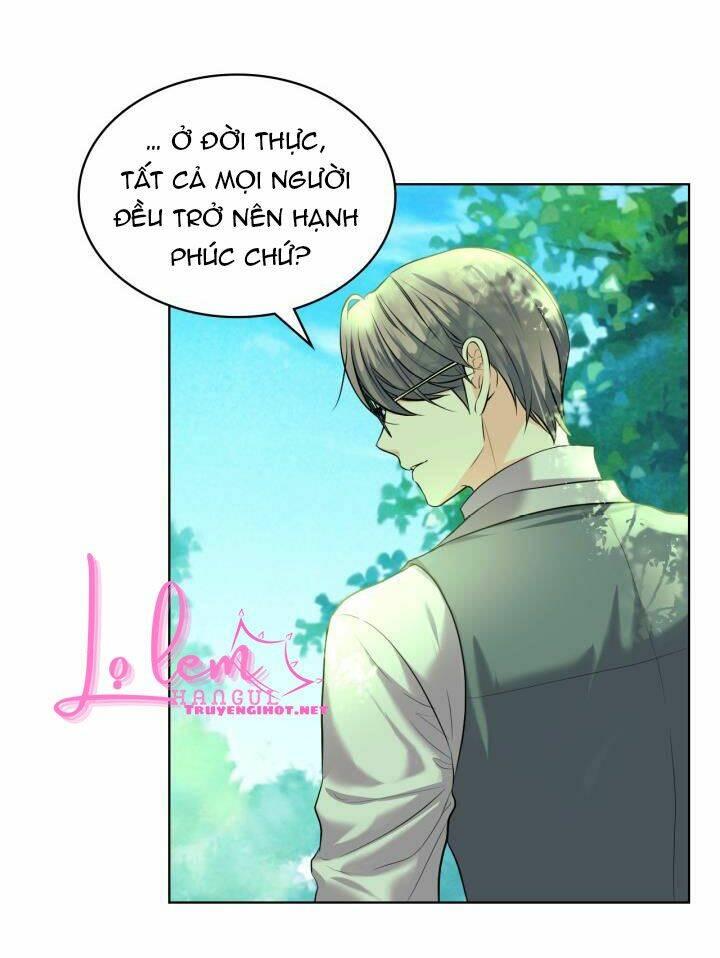 ... Ở ĐỜI THỰC,
TẤT CẢ MỌI NGƯỜI
ĐỀU TRỞ NÊN HẠNH
PHÚC CHỨ?
Lọ lem
HANGUL
TRUYENGIHOT.NET